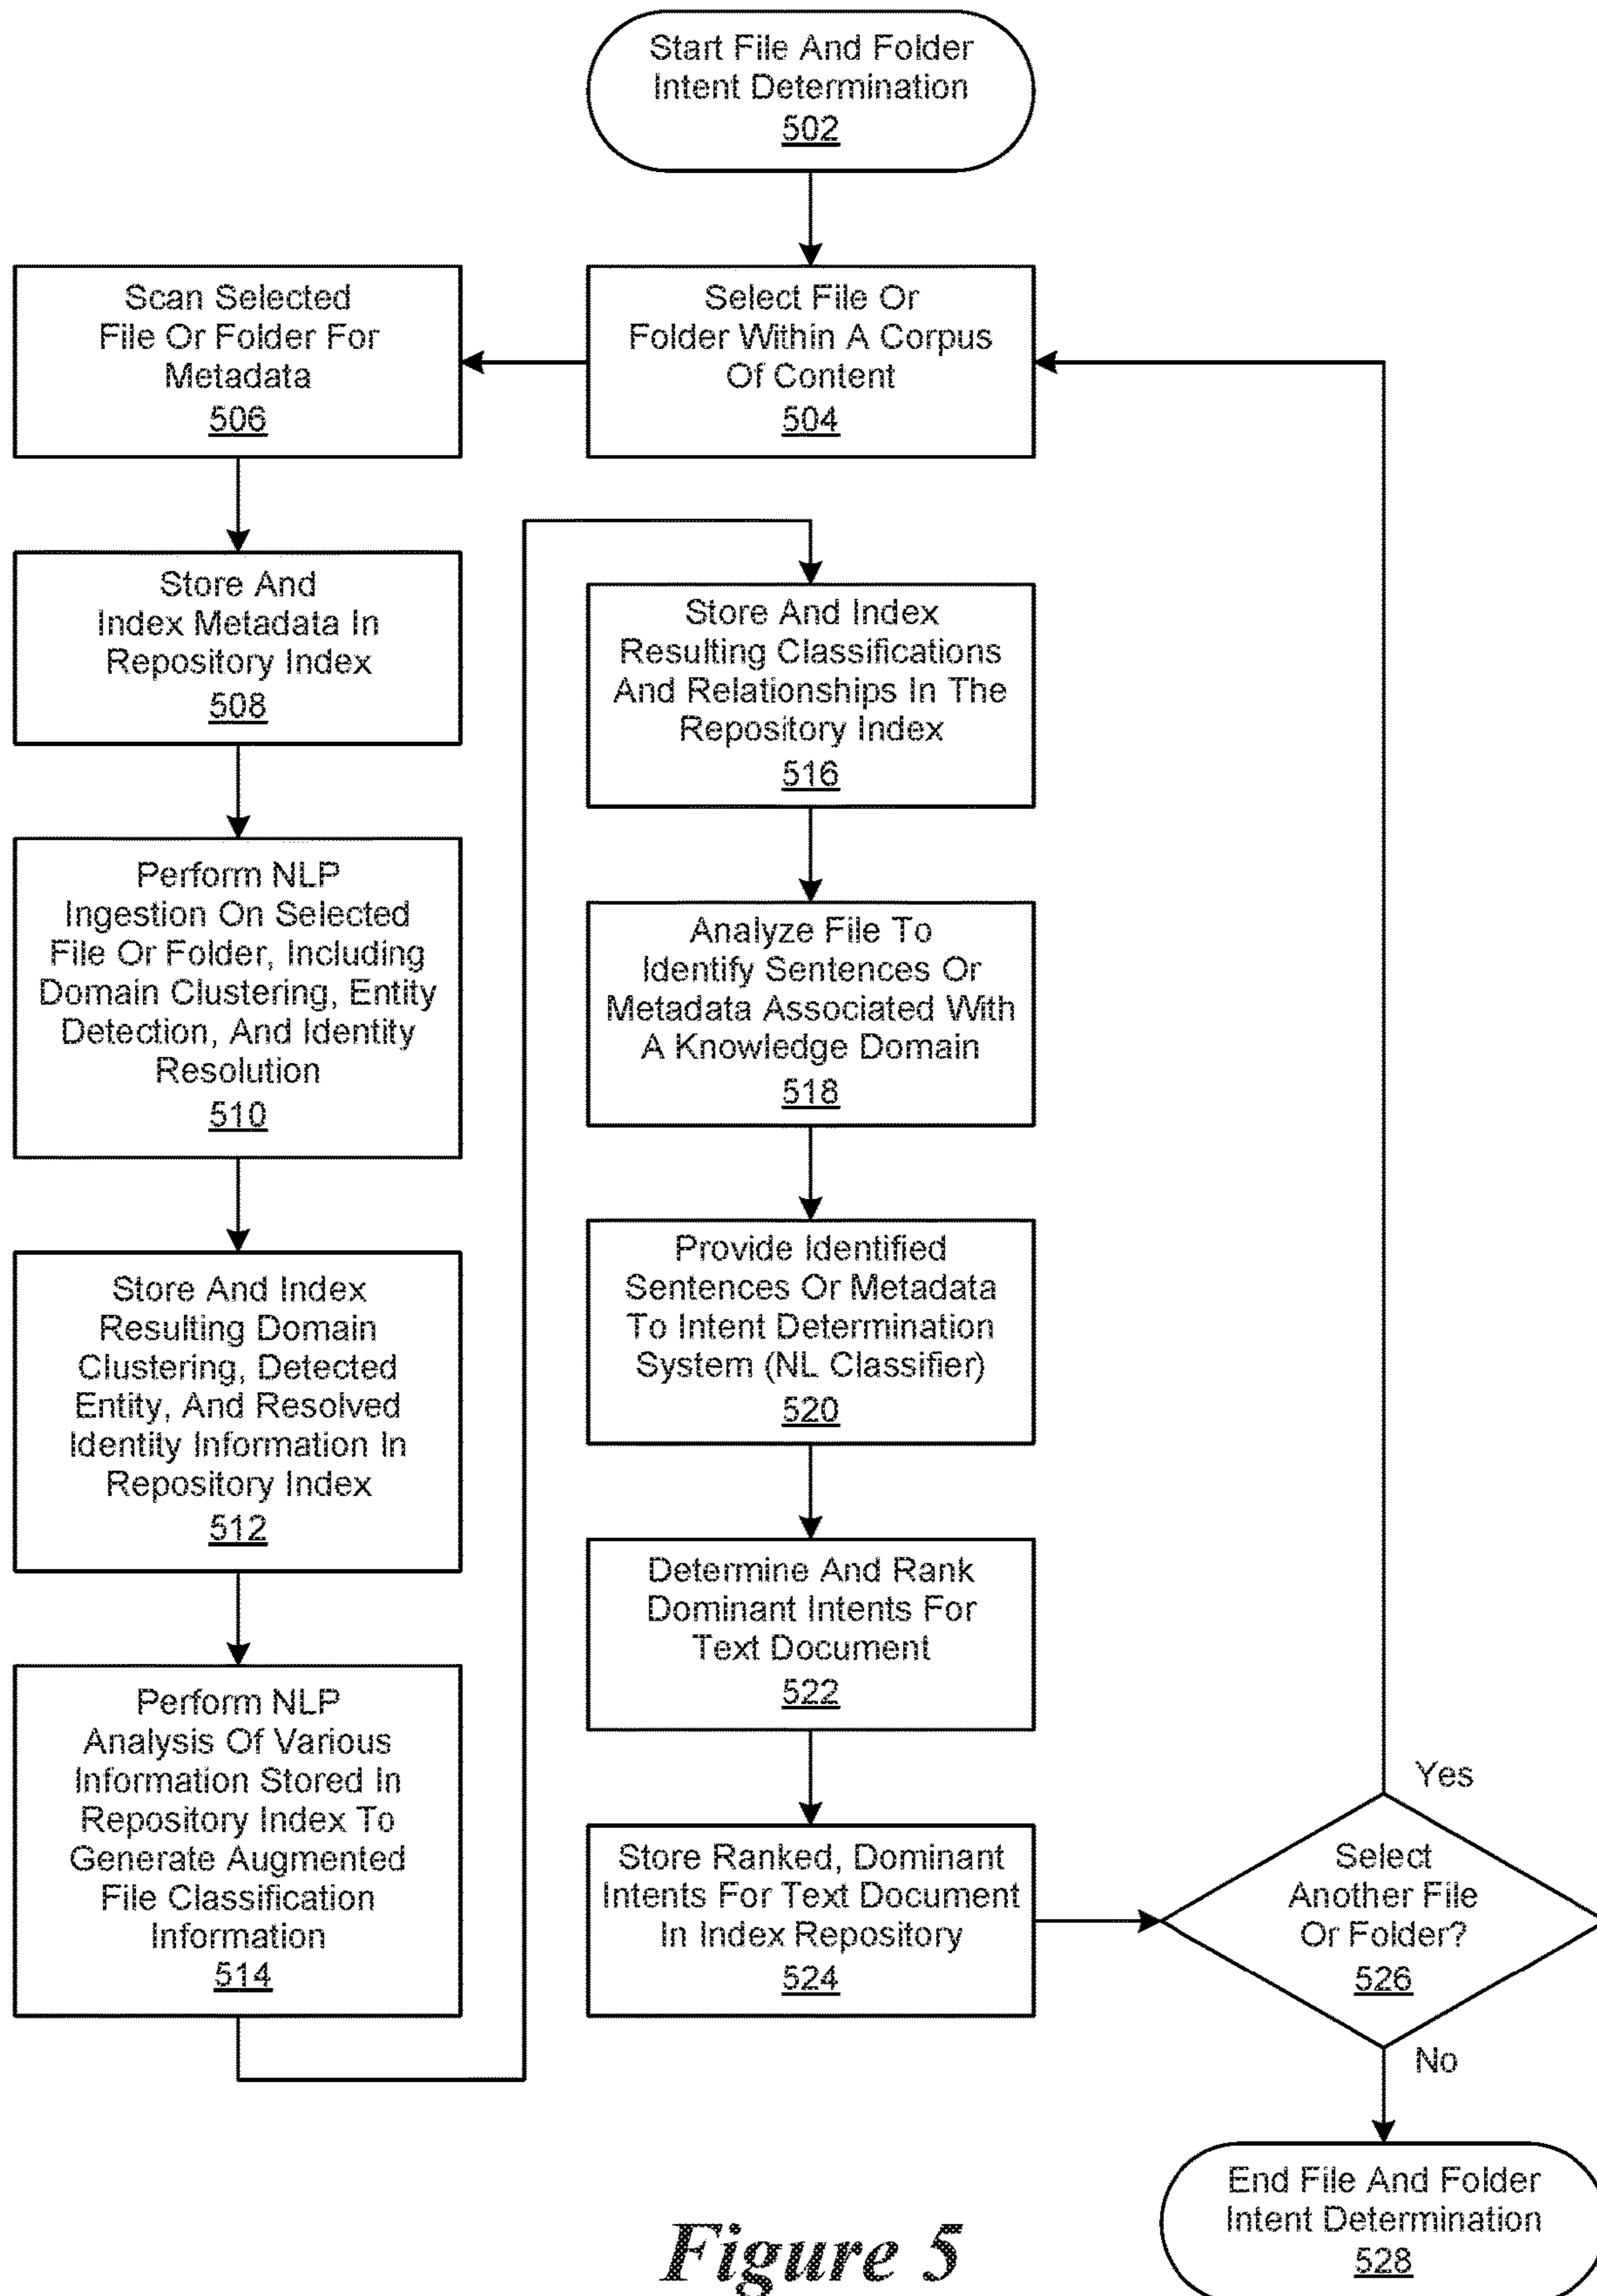 Start File And Folder
Intent Determination
502
Select File Or
Folder Within A Corpus
Of Content
504
Scan Selected
File Or Folder For
Metadata
506
Store And
Index Metadata In
Repository Index
508
Perform NLP
Ingestion On Selected
File Or Folder, Including
Domain Clustering, Entity
Detection, And Identity
Resolution
510
Store And Index
Resulting Domain
Clustering, Detected
Entity, And Resolved
Identity Information In
Repository Index
512
Perform NLP
Analysis Of Various
Information Stored In
Repository Index To
Generate Augmented
File Classification
Information
514
Store And Index
Resulting Classifications
And Relationships In The
Repository Index
516
Analyze File To
Identify Sentences Or
Metadata Associated With
A Knowledge Domain
518
Provide Identified
Sentences Or Metadata
To Intent Determination
System (NL Classifier)
520
Determine And Rank
Dominant Intents For
Text Document
522
Store Ranked, Dominant
Intents For Text Document
In Index Repository
524
Yes
Select
Another File
Or Folder?
526
No
End File And Folder
Intent Determination
528
Figure 5